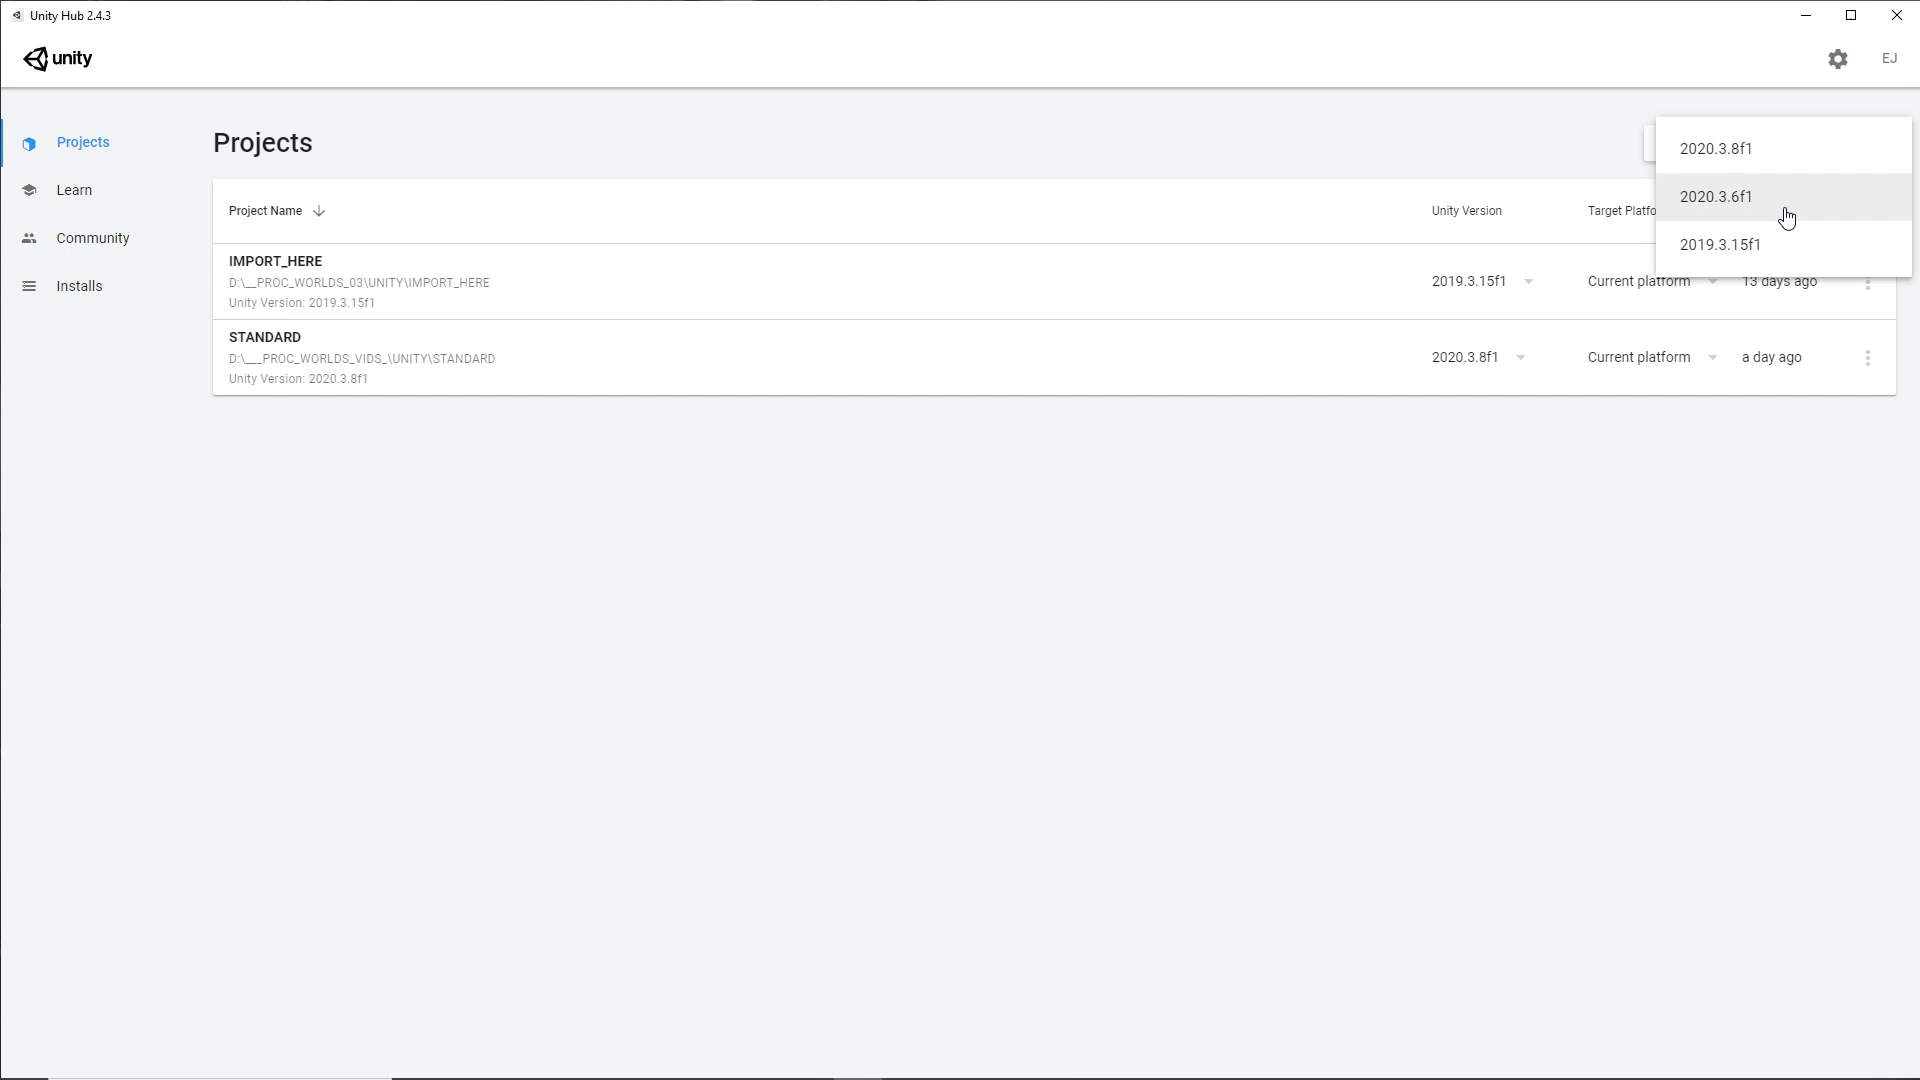 Unity Hub 2.4.3
unity
EJ
Projects
Learn
Community
Installs
Projects
2020.3.8f1
2020.3.6f1
2019.3.15f1
Project Name
Unity Version
Target Platfo
IMPORT_HERE
D:\__PROC_WORLDS_03\UNITY\IMPORT_HERE
Unity Version: 2019.3.15f1
2019.3.15f1
Current platform
13 days ago
STANDARD
D:\___PROC_WORLDS_VIDS_\UNITY\STANDARD
Unity Version: 2020.3.8f1
2020.3.8f1
Current platform
a day ago